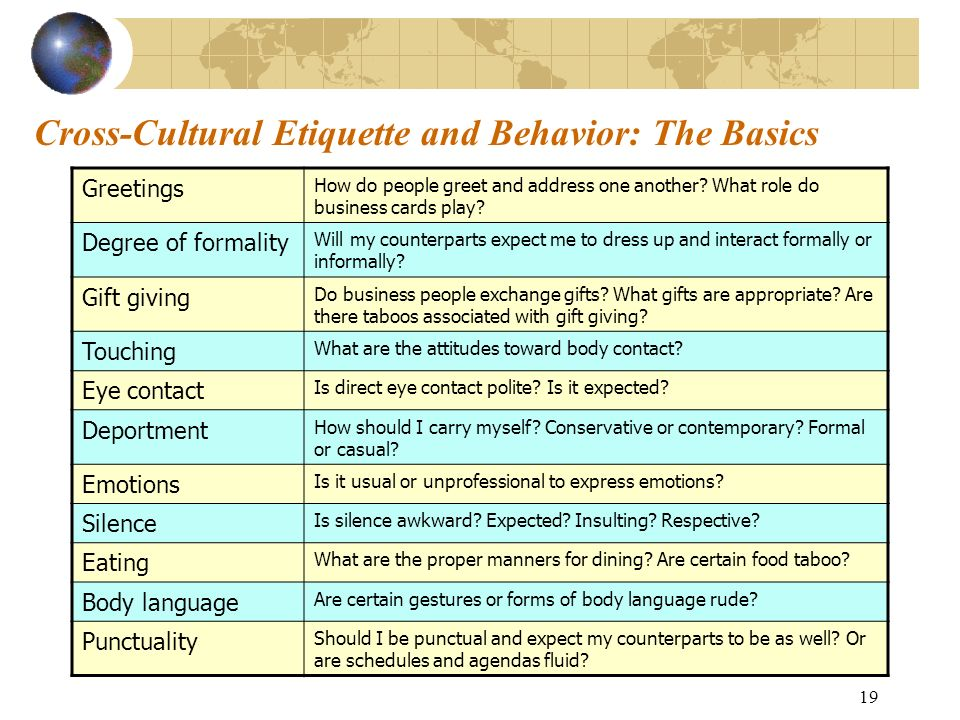 Cross-Cultural Etiquette and Behavior: The Basics
Greetings
How do people greet and address one another? What role do
business cards play?
Degree of formality
Will my counterparts expect me to dress up and interact formally or
informally?
Gift giving
Do business people exchange gifts? What gifts are appropriate? Are
there taboos associated with gift giving?
Touching
What are the attitudes toward body contact?
Eye contact
Is direct eye contact polite? Is it expected?
Deportment
How should I carry myself? Conservative or contemporary? Formal
or casual?
Emotions
Is it usual or unprofessional to express emotions?
Silence
Is silence awkward? Expected? Insulting? Respective?
Eating
What are the proper manners for dining? Are certain food taboo?
Body language
Are certain gestures or forms of body language rude?
Punctuality
Should I be punctual and expect my counterparts to be as well? Or
are schedules and agendas fluid?
19